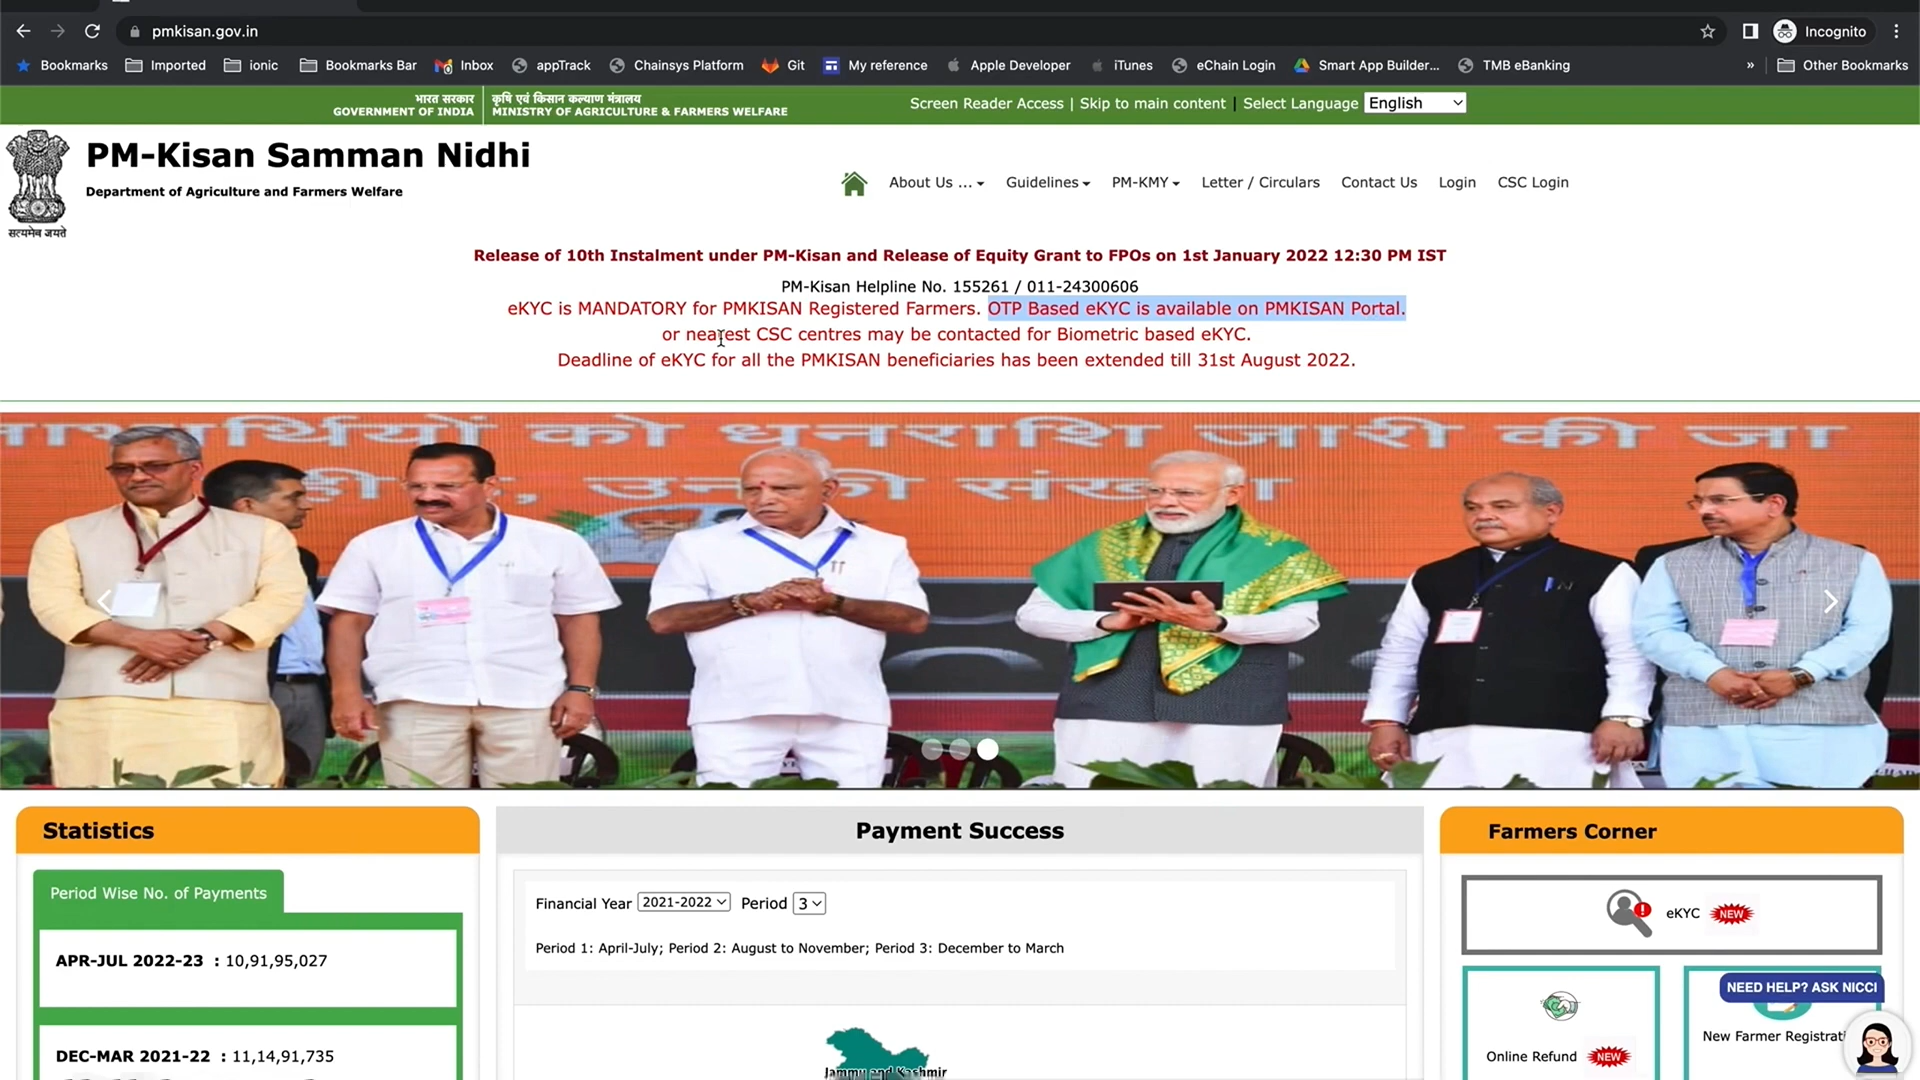 pmkisan.gov.in
Incognito
Bookmarks
Imported
ionic
Bookmarks Bar
Inbox
appTrack
Chainsys Platform
Git
My reference
Apple Developer
iTunes
eChain Login
Smart App Builder...
TMB eBanking
»
Other Bookmarks
भारत सरकार
GOVERNMENT OF INDIA
कृषि एवं किसान कल्याण मंत्रालय
MINISTRY OF AGRICULTURE & FARMERS WELFARE
Screen Reader Access | Skip to main content | Select Language English
सत्यमेव जयते
PM-Kisan Samman Nidhi
Department of Agriculture and Farmers Welfare
About Us ...
Guidelines
PM-KMY
Letter / Circulars
Contact Us
Login
CSC Login
Release of 10th Instalment under PM-Kisan and Release of Equity Grant to FPOs on 1st January 2022 12:30 PM IST
PM-Kisan Helpline No. 155261 / 011-24300606
eKYC is MANDATORY for PMKISAN Registered Farmers. OTP Based eKYC is available on PMKISAN Portal.
or nearest CSC centres may be contacted for Biometric based eKYC.
Deadline of eKYC for all the PMKISAN beneficiaries has been extended till 31st August 2022.
को धनराशि जारी की जा
Statistics
Period Wise No. of Payments
APR-JUL 2022-23 : 10,91,95,027
DEC-MAR 2021-22 : 11,14,91,735
Payment Success
Financial Year 2021-2022 Period 3
Period 1: April-July; Period 2: August to November; Period 3: December to March
Jammu and Kashmir
Farmers Corner
eKYC NEW
Online Refund NEW
NEED HELP? ASK NICCI
New Farmer Registrati